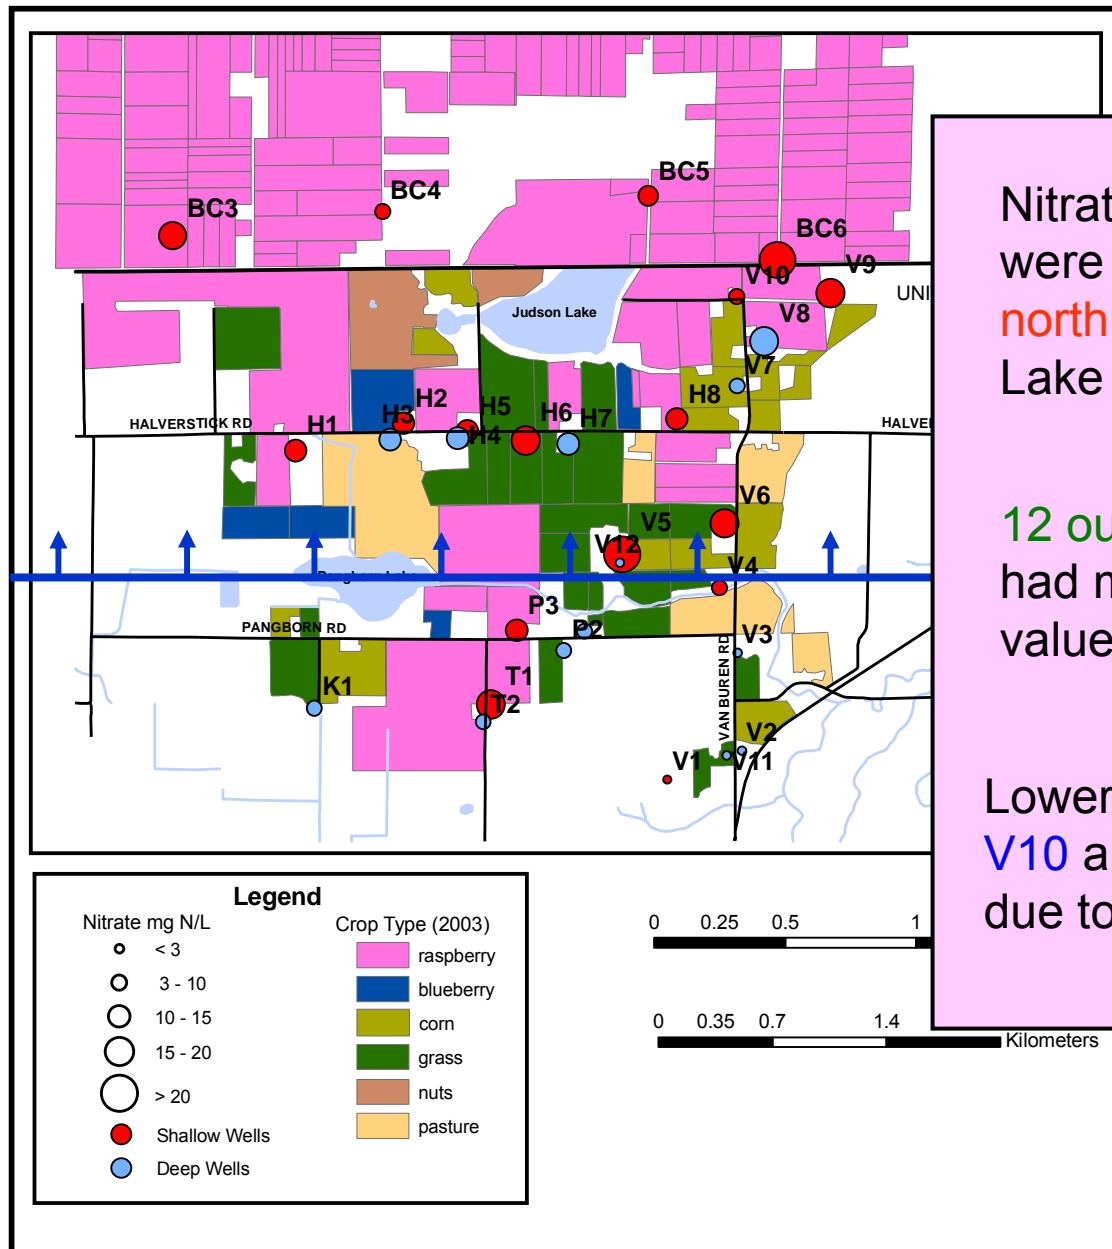 BC3
BC4
BC5
BC6
V9
V10
UNI
Judson Lake
V8
V7
H1
H2
H3
H4
H5
H6
H7
H8
HALVERSTICK RD
HALVE
V6
V5
V12
V4
PANGBORN RD
P3
P2
V3
VAN BUREN RD
K1
T1
T2
V2
V11
V1
Nitrat
were
north
Lake
12 ou
had m
value
Lower
V10 a
due to
Legend
Nitrate mg N/L
< 3
3 - 10
10 - 15
15 - 20
> 20
Shallow Wells
Deep Wells
Crop Type (2003)
raspberry
blueberry
corn
grass
nuts
pasture
0 0.25 0.5 1
0 0.35 0.7 1.4
Kilometers